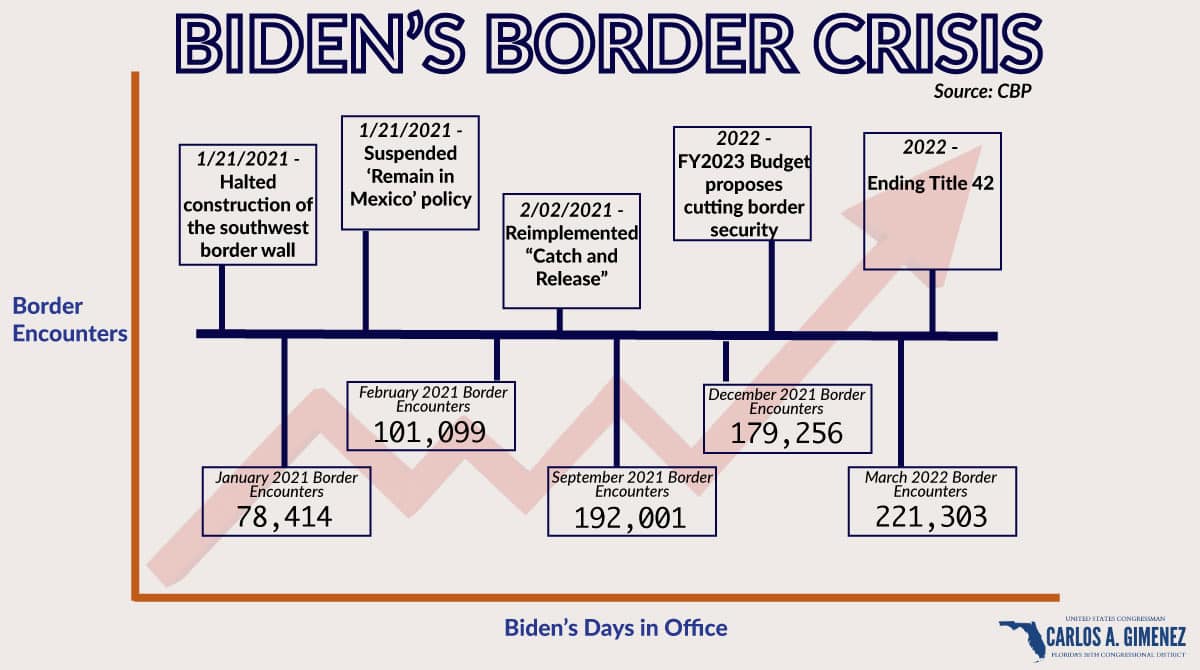 BIDEN'S BORDER CRISIS
Source: CBP
1/21/2021 -
Halted
construction of
the southwest
border wall
1/21/2021 -
Suspended
‘Remain in
Mexico’ policy
2/02/2021 -
Reimplemented
“Catch and
Release”
2022 -
FY2023 Budget
proposes
cutting border
security
2022 -
Ending Title 42
Border
Encounters
January 2021 Border
Encounters
78,414
February 2021 Border
Encounters
101,099
September 2021 Border
Encounters
192,001
December 2021 Border
Encounters
179,256
March 2022 Border
Encounters
221,303
Biden’s Days in Office
UNITED STATES CONGRESSMAN
CARLOS A. GIMENEZ
FLORIDA'S 26TH CONGRESSIONAL DISTRICT